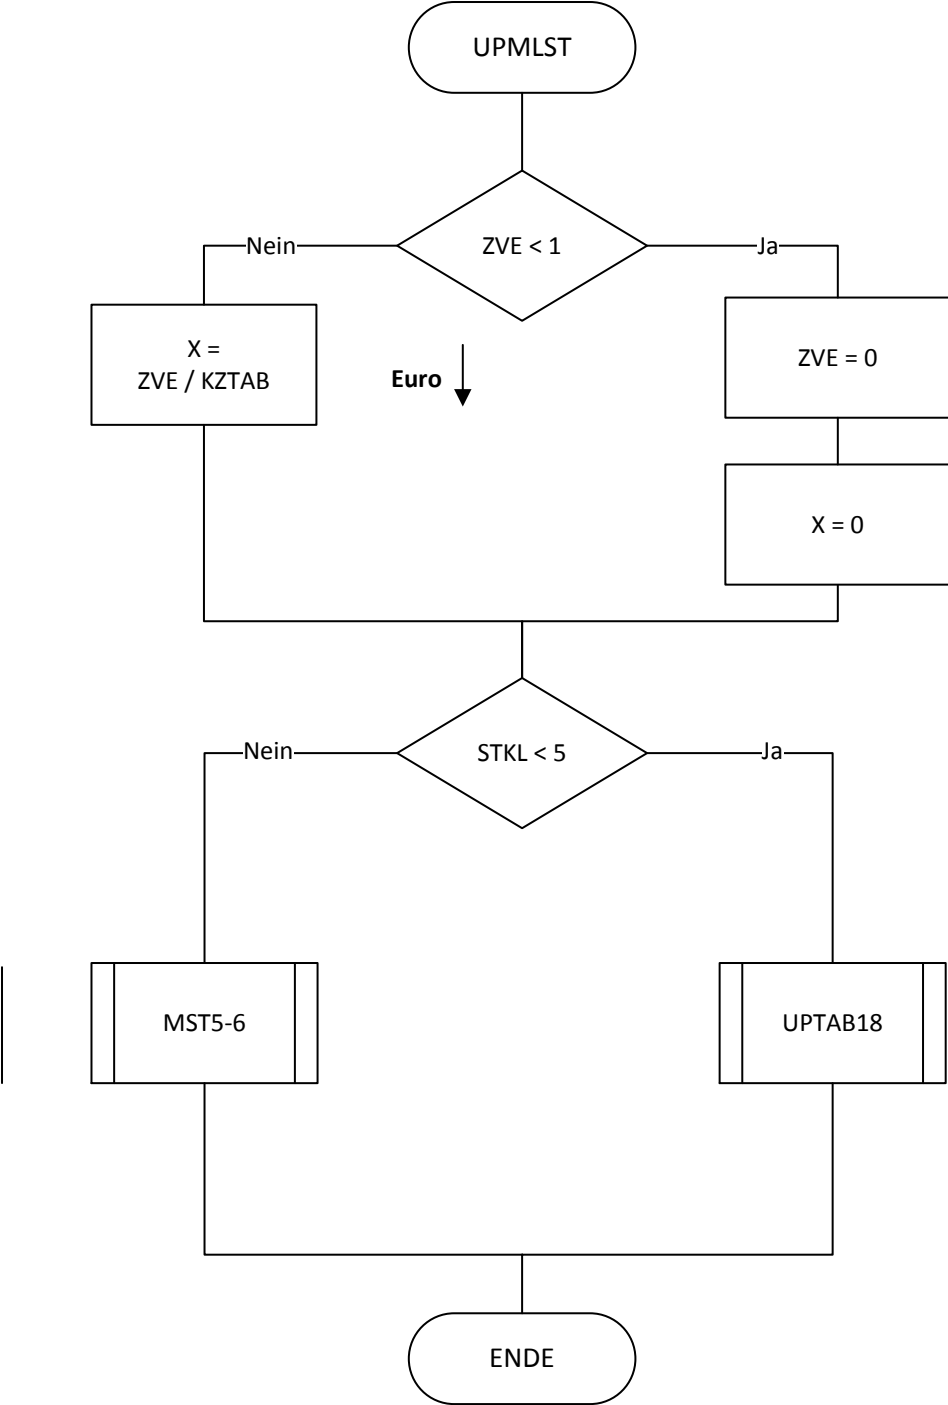 UPMLST
Nein
ZVE < 1
Ja
X =
ZVE / KZTAB
Euro
ZVE = 0
X = 0
Nein
STKL < 5
Ja
MST5-6
UPTAB18
ENDE